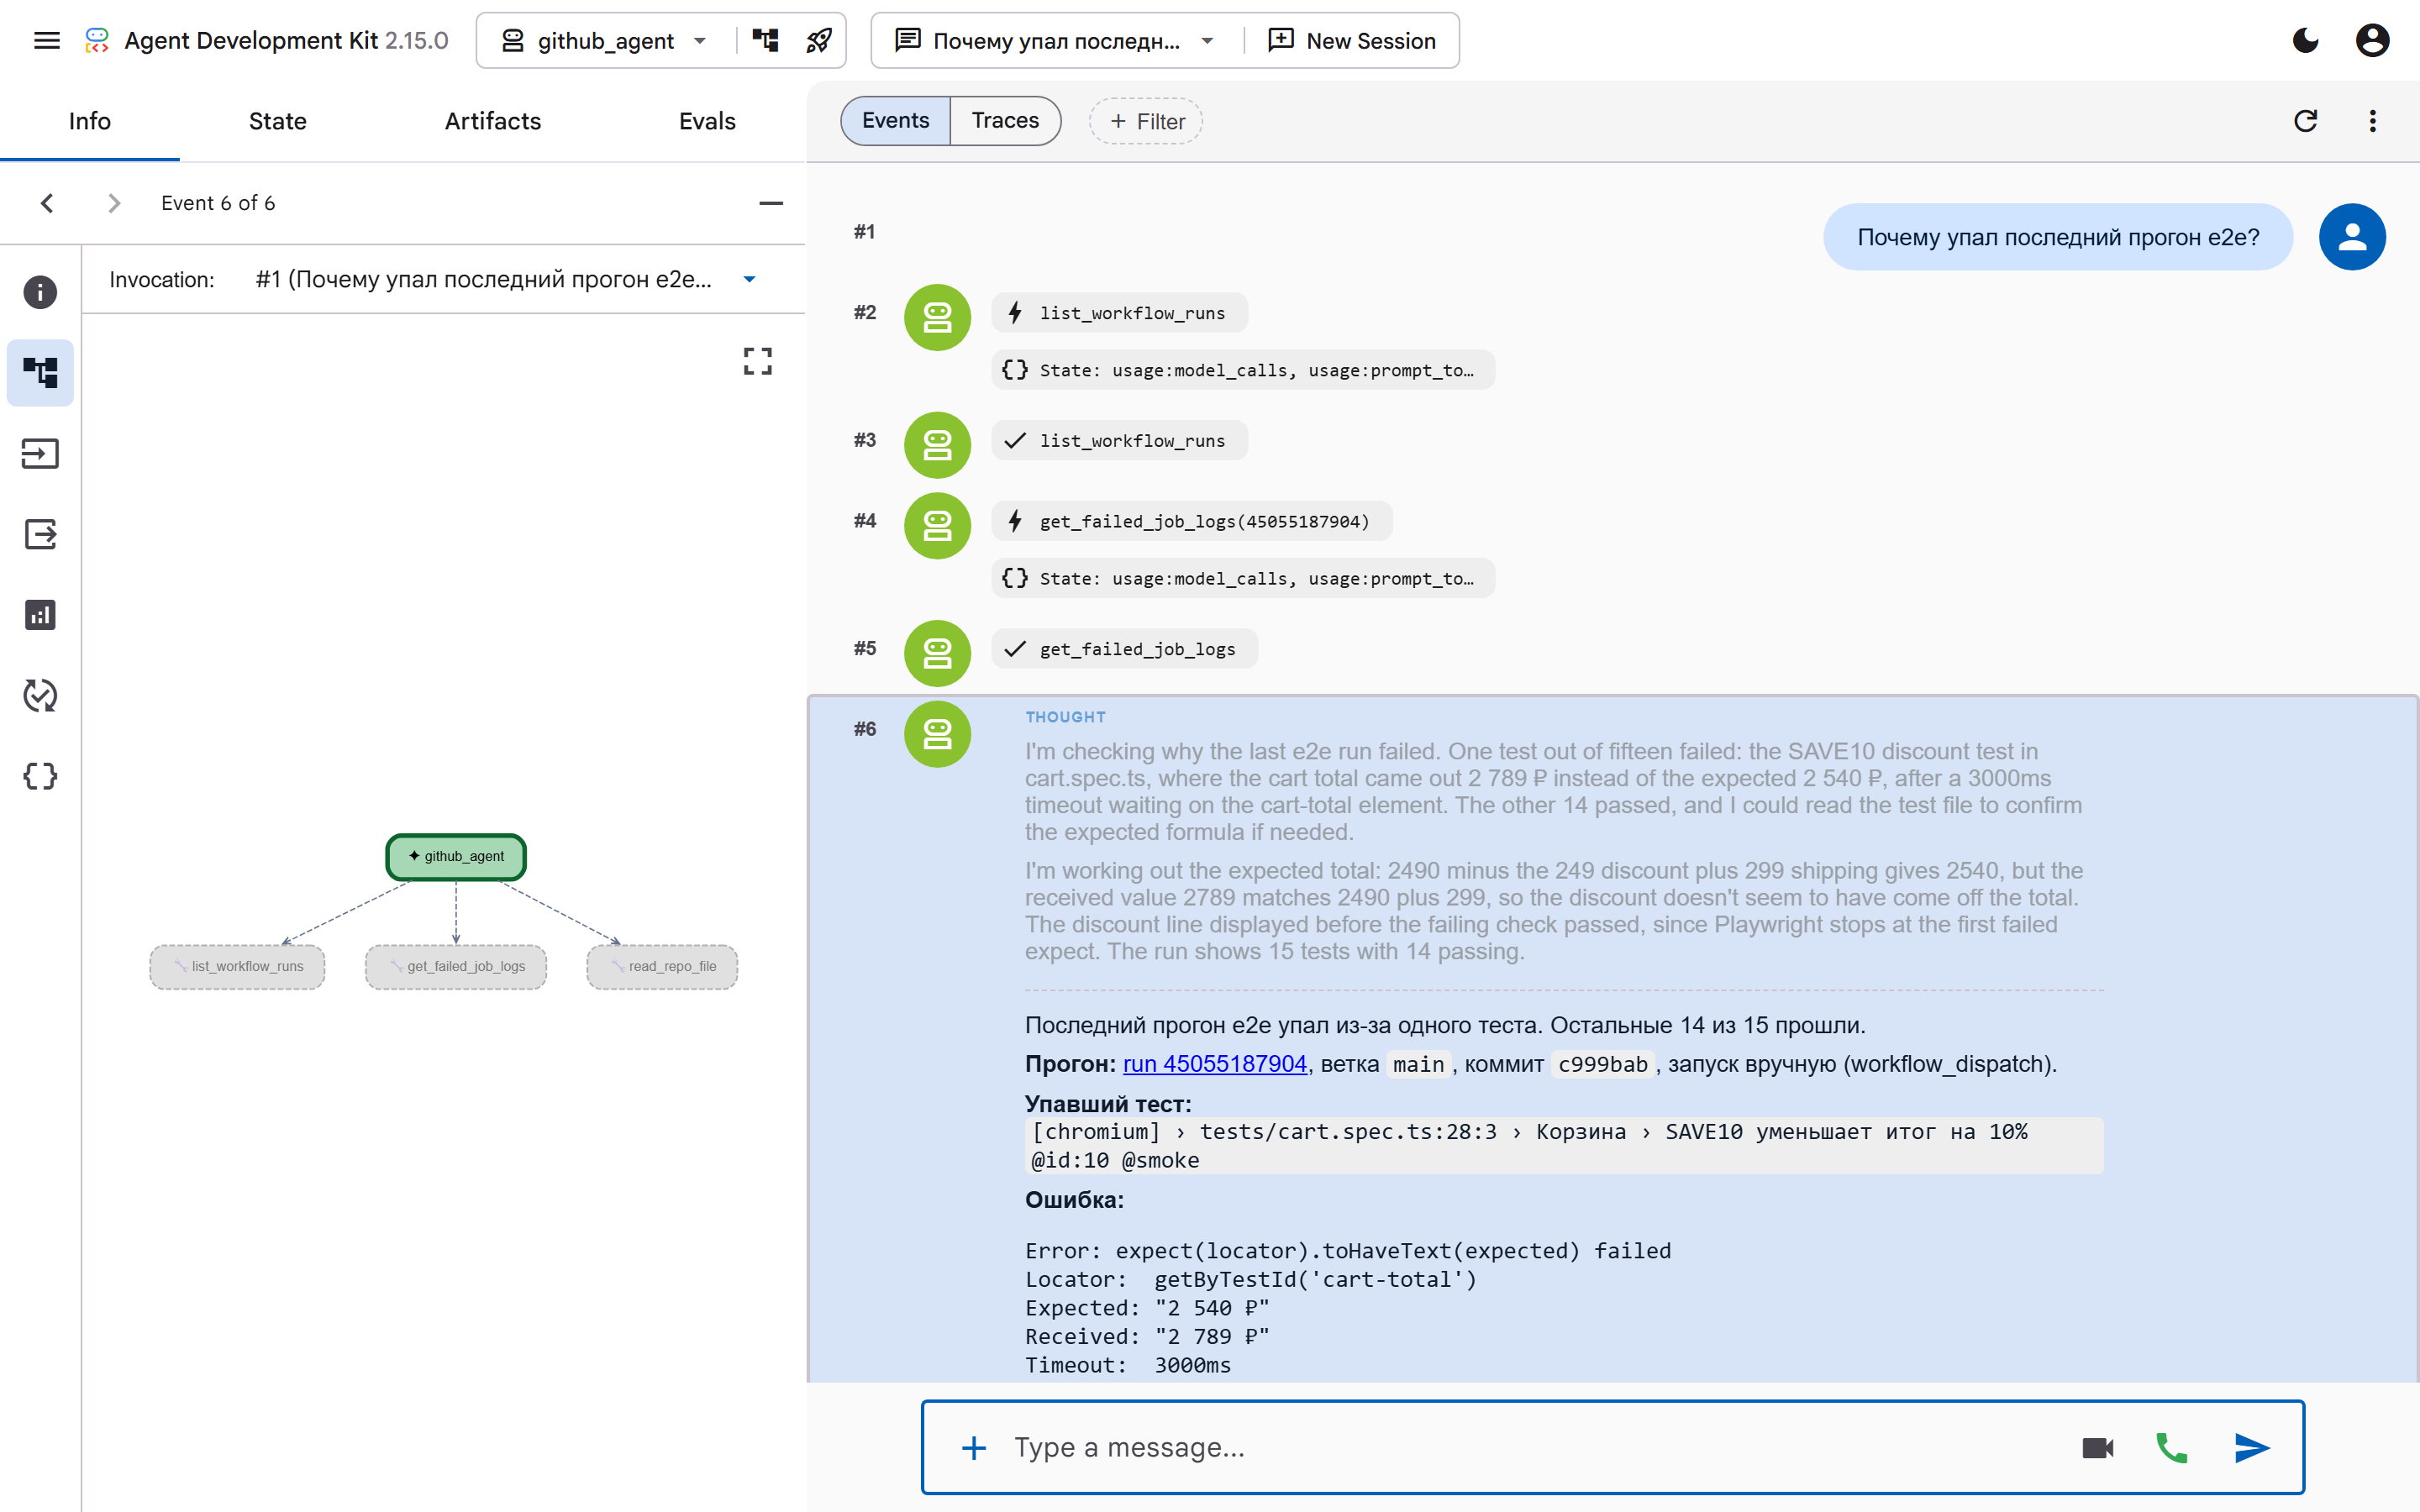 Agent Development Kit 2.15.0
github_agent
Почему упал последн...
New Session
Info
State
Artifacts
Evals
Events
Traces
+ Filter
Event 6 of 6
Invocation:
#1 (Почему упал последний прогон e2e...
github_agent
list_workflow_runs
get_failed_job_logs
read_repo_file
#1
Почему упал последний прогон e2e?
#2
list_workflow_runs
State: usage:model_calls, usage:prompt_to...
#3
list_workflow_runs
#4
get_failed_job_logs(45055187904)
State: usage:model_calls, usage:prompt_to...
#5
get_failed_job_logs
#6
THOUGHT
I'm checking why the last e2e run failed. One test out of fifteen failed: the SAVE10 discount test in
cart.spec.ts, where the cart total came out 2 789 ₽ instead of the expected 2 540 ₽, after a 3000ms
timeout waiting on the cart-total element. The other 14 passed, and I could read the test file to confirm
the expected formula if needed.
I'm working out the expected total: 2490 minus the 249 discount plus 299 shipping gives 2540, but the
received value 2789 matches 2490 plus 299, so the discount doesn't seem to have come off the total.
The discount line displayed before the failing check passed, since Playwright stops at the first failed
expect. The run shows 15 tests with 14 passing.
Последний прогон e2e упал из-за одного теста. Остальные 14 из 15 прошли.
Прогон: run 45055187904, ветка main, коммит c999bab, запуск вручную (workflow_dispatch).
Упавший тест:
[chromium] › tests/cart.spec.ts:28:3 › Корзина › SAVE10 уменьшает итог на 10%
@id:10 @smoke
Ошибка:
Error: expect(locator).toHaveText(expected) failed
Locator:  getByTestId('cart-total')
Expected: "2 540 ₽"
Received: "2 789 ₽"
Timeout:  3000ms
Type a message...